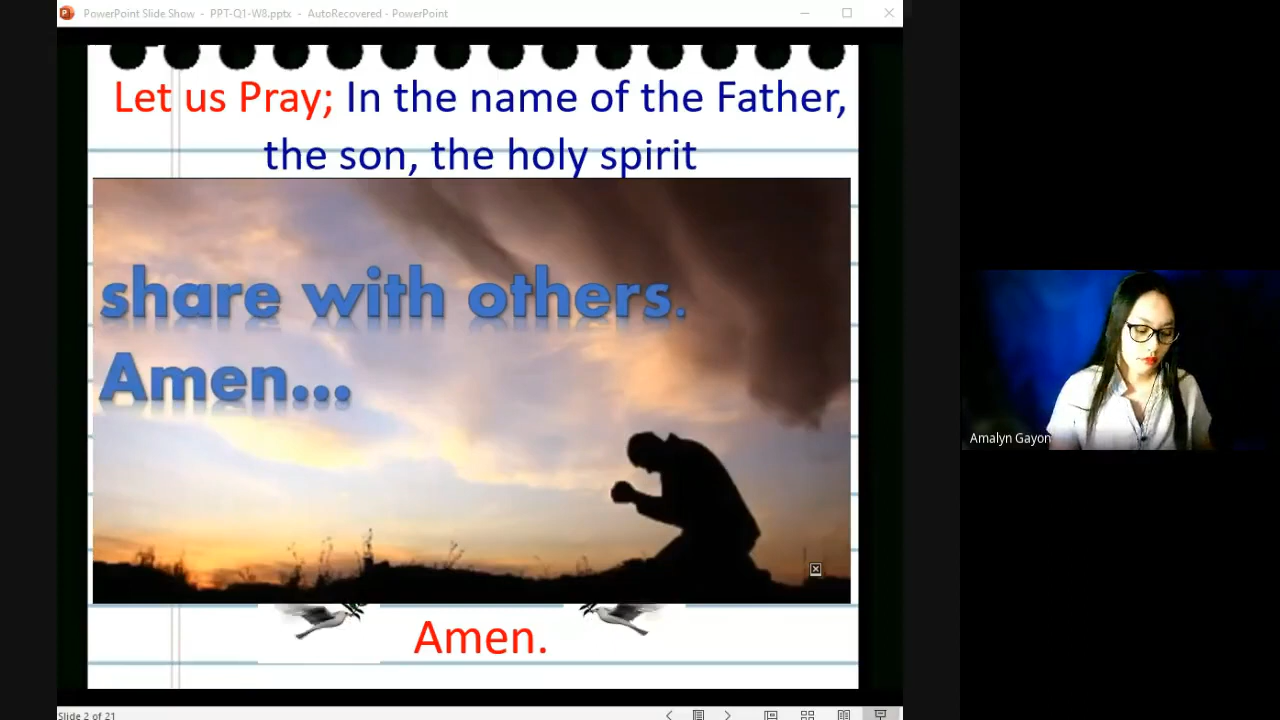 PowerPoint Slide Show - PPT-Q1-W8.pptx - AutoRecovered - PowerPoint
Let us Pray; In the name of the Father,
the son, the holy spirit
share with others.
Amen...
Amen.
Amalyn Gayon
Slide 2 of 21